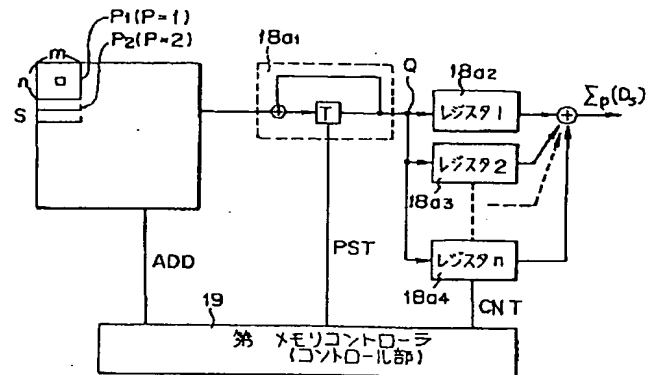 P1(P=1)
P2(P=2)
m
n
S
18a1
T
Q
18a2
レジスタ1
Σp(Ds)
レジスタ2
18a3
レジスタn
18a4
ADD
PST
CNT
19
第 メモリコントローラ
(コントロール部)